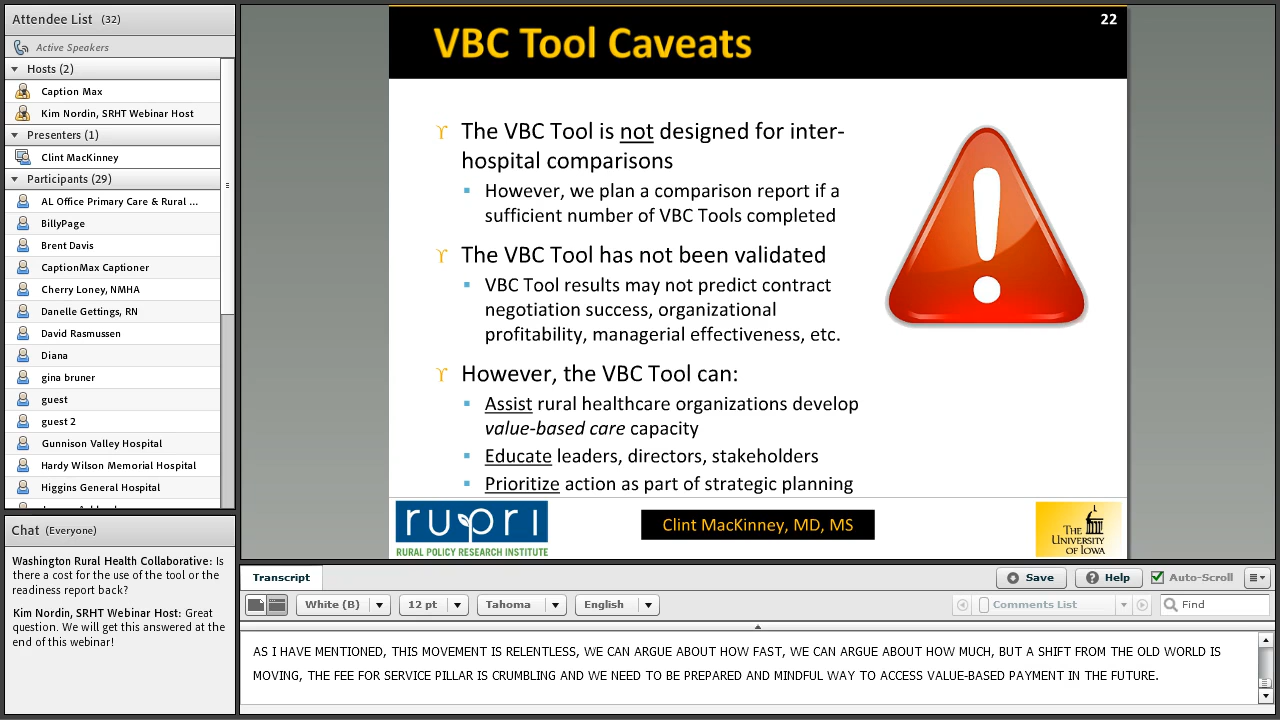 Attendee List (32)
Active Speakers
Hosts (2)
Caption Max
Kim Nordin, SRHT Webinar Host
Presenters (1)
Clint MacKinney
Participants (29)
AL Office Primary Care & Rural ...
BillyPage
Brent Davis
CaptionMax Captioner
Cherry Loney, NMHA
Danelle Gettings, RN
David Rasmussen
Diana
gina bruner
guest
guest 2
Gunnison Valley Hospital
Hardy Wilson Memorial Hospital
Higgins General Hospital
Chat (Everyone)
Washington Rural Health Collaborative: Is
there a cost for the use of the tool or the
readiness report back?
Kim Nordin, SRHT Webinar Host: Great
question. We will get this answered at the
end of this webinar!
22
VBC Tool Caveats
The VBC Tool is not designed for inter-
hospital comparisons
However, we plan a comparison report if a
sufficient number of VBC Tools completed
The VBC Tool has not been validated
VBC Tool results may not predict contract
negotiation success, organizational
profitability, managerial effectiveness, etc.
However, the VBC Tool can:
Assist rural healthcare organizations develop
value-based care capacity
Educate leaders, directors, stakeholders
Prioritize action as part of strategic planning
rupri
RURAL POLICY RESEARCH INSTITUTE
Clint MacKinney, MD, MS
THE
UNIVERSITY
OF IOWA
Transcript
Save
Help
Auto-Scroll
White (B)
12 pt
Tahoma
English
Comments List
Find
AS I HAVE MENTIONED, THIS MOVEMENT IS RELENTLESS, WE CAN ARGUE ABOUT HOW FAST, WE CAN ARGUE ABOUT HOW MUCH, BUT A SHIFT FROM THE OLD WORLD IS
MOVING, THE FEE FOR SERVICE PILLAR IS CRUMBLING AND WE NEED TO BE PREPARED AND MINDFUL WAY TO ACCESS VALUE-BASED PAYMENT IN THE FUTURE.